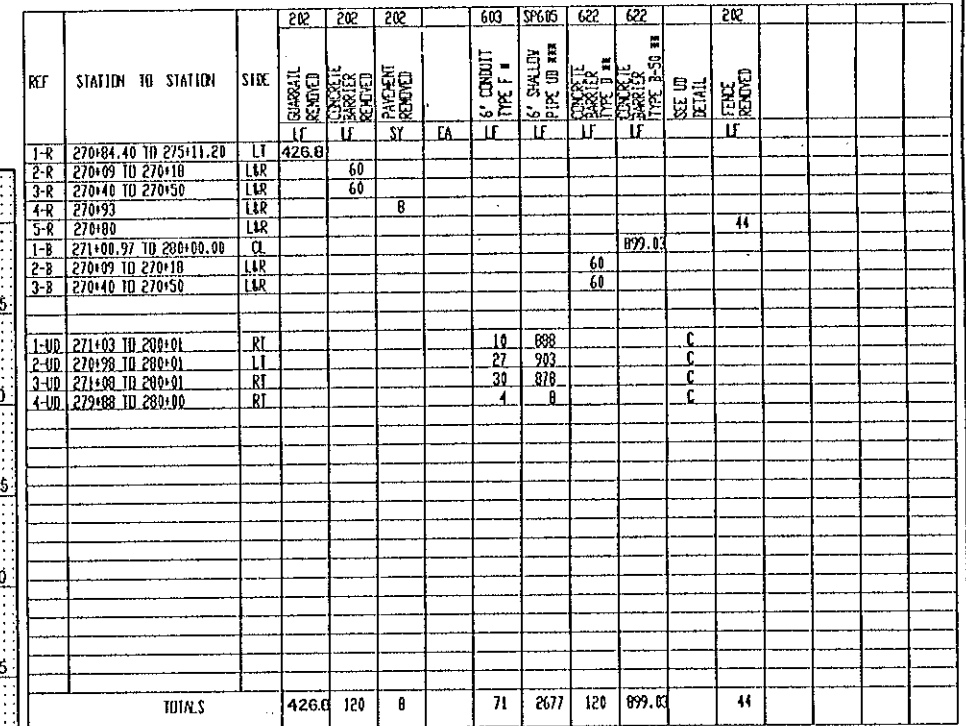 202 202 202 603 SP605 622 622 202
REF STATION TO STATION SIDE GUARRAIL REMOVED CONCRETE BARRIER REMOVED PAVEMENT REMOVED 6' CONDUIT TYPE F * 6' SHALLOW PIPE UD *** CONCRETE BARRIER TYPE D ** CONCRETE BARRIER TYPE B-50 ** SEE UD DETAIL FENCE REMOVED
LF LF SY EA LF LF LF LF LF
1-R 270+84.40 TO 275+11.20 LT 426.8
2-R 270+09 TO 270+18 L&R 60
3-R 270+40 TO 270+50 L&R 60
4-R 270+93 L&R 8
5-R 270+80 L&R 44
1-B 271+00.97 TO 280+00.00 CL 899.03
2-B 270+09 TO 270+18 L&R 60
3-B 270+40 TO 270+50 L&R 60
1-UD 271+03 TO 280+01 RT 10 888 C
2-UD 270+98 TO 280+01 LT 27 903 C
3-UD 271+08 TO 280+01 RT 30 878 C
4-UD 279+88 TO 280+00 RT 4 8 C
TOTALS 426.8 120 8 71 2677 120 899.03 44